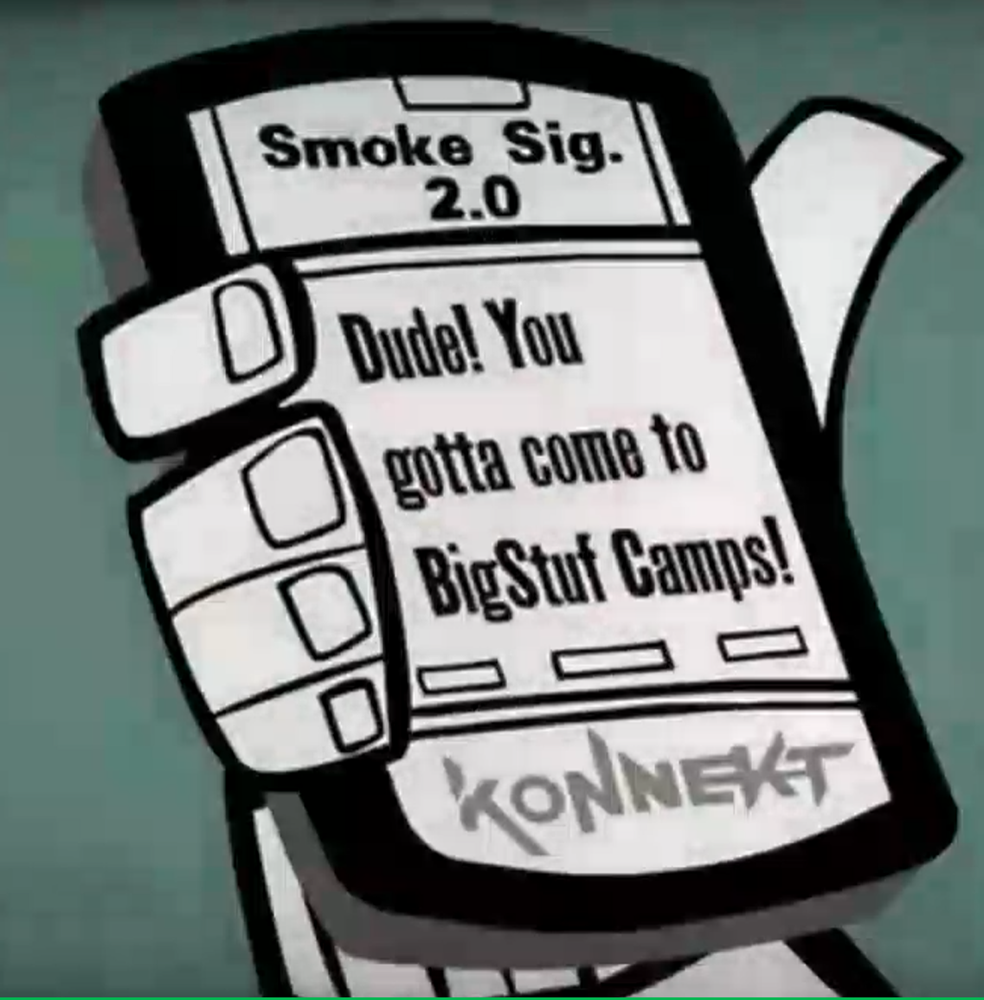 Smoke Sig.
2.0
Dude! You
gotta come to
BigStuf Camps!
KONNEKT